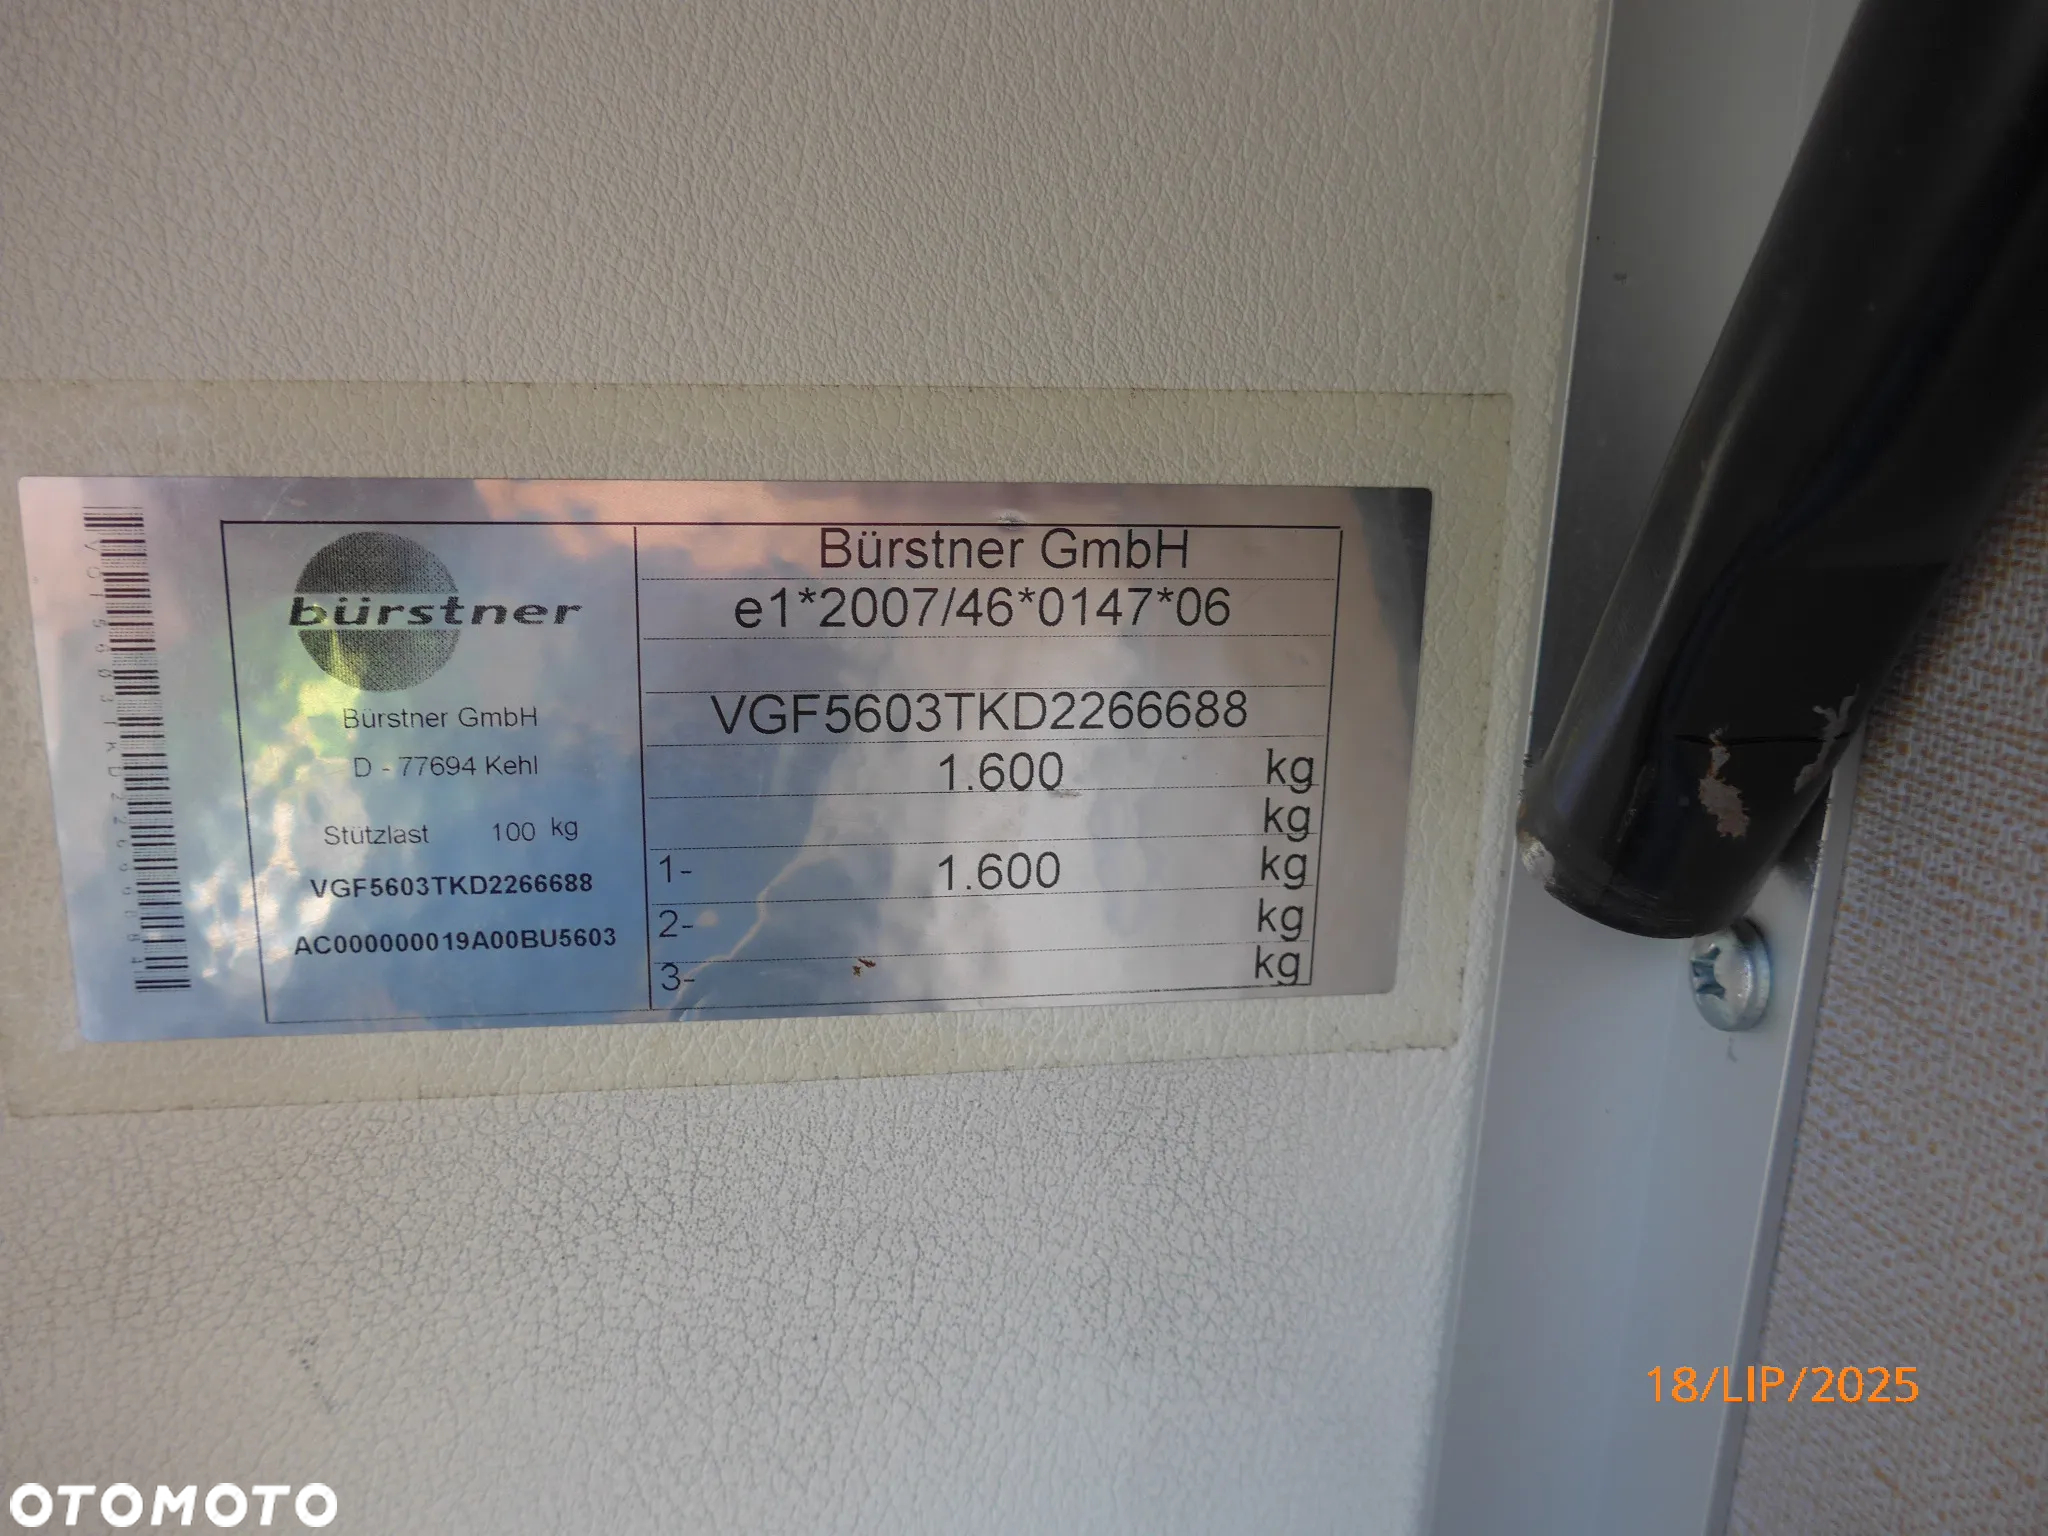 bürstner
Bürstner GmbH
D - 77694 Kehl
Stützlast 100 kg
VGF5603TKD2266688
AC000000019A00BU5603
Bürstner GmbH
e1*2007/46*0147*06
VGF5603TKD2266688
1.600 kg
kg
1- 1.600 kg
2- kg
3- kg
18/LIP/2025
OTOMOTO